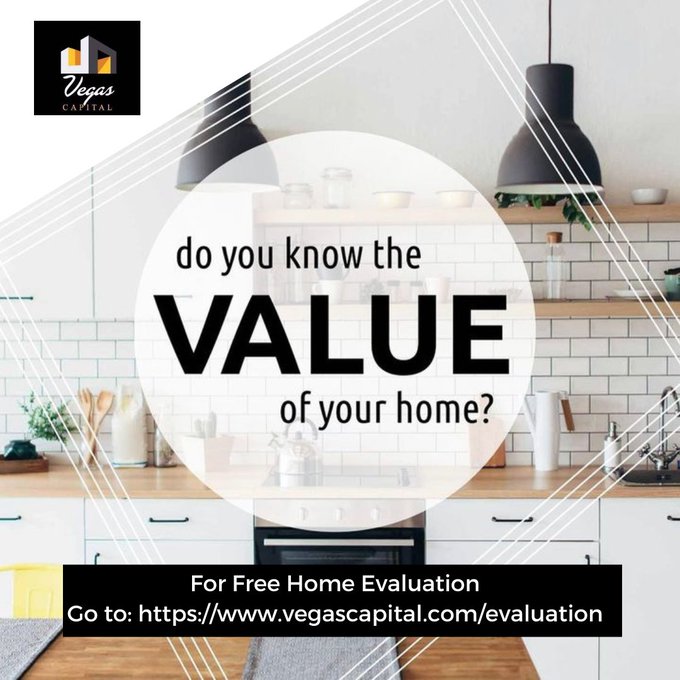 Vegas
CAPITAL
do you know the
VALUE
of your home?
For Free Home Evaluation
Go to: https://www.vegascapital.com/evaluation